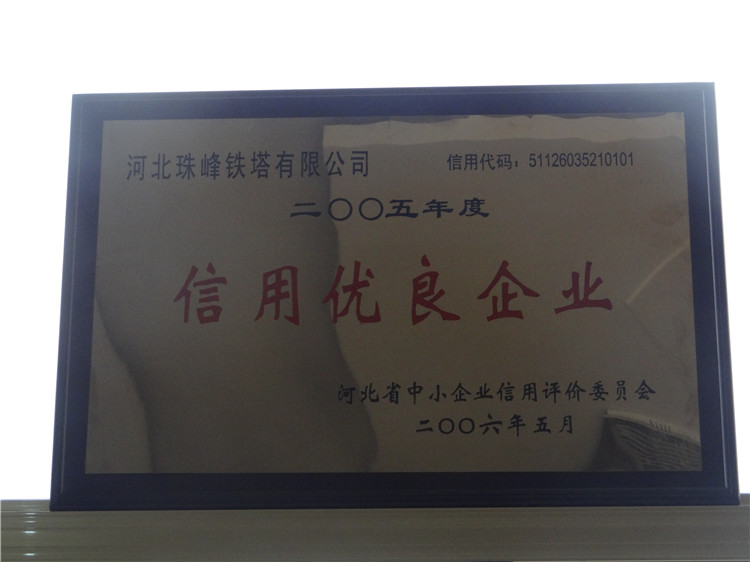 河北珠峰铁塔有限公司 信用代码：51126035210101
二〇〇五年度
信用优良企业
河北省中小企业信用评价委员会
二〇〇六年五月